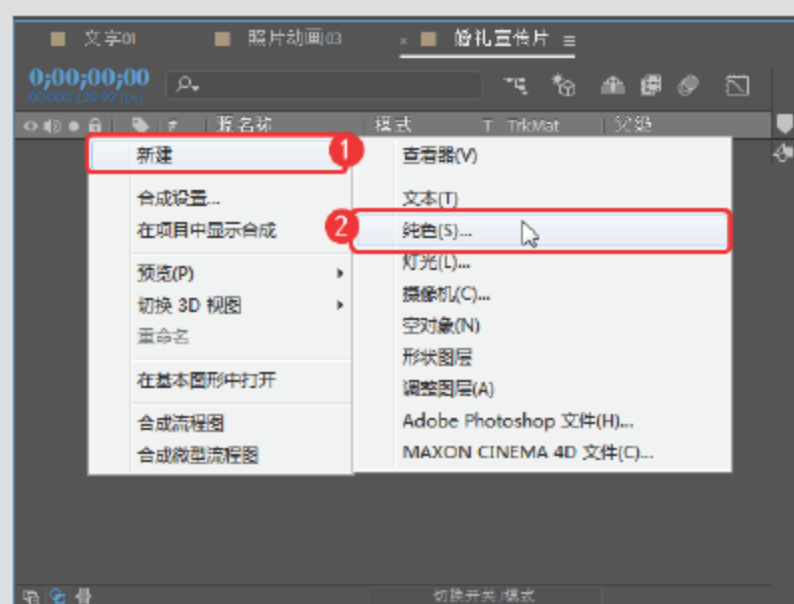 文字01 照片动画03 × 婚礼宣传片
0;00;00;00
00000 (29.97 fps)
# 源名称 模式 T TrkMat 父级
新建 1
合成设置...
在项目中显示合成
预览(P)
切换 3D 视图
重命名
在基本图形中打开
合成流程图
合成微型流程图
查看器(V)
文本(T)
2 纯色(S)...
灯光(L)...
摄像机(C)...
空对象(N)
形状图层
调整图层(A)
Adobe Photoshop 文件(H)...
MAXON CINEMA 4D 文件(C)...
切换开关/模式